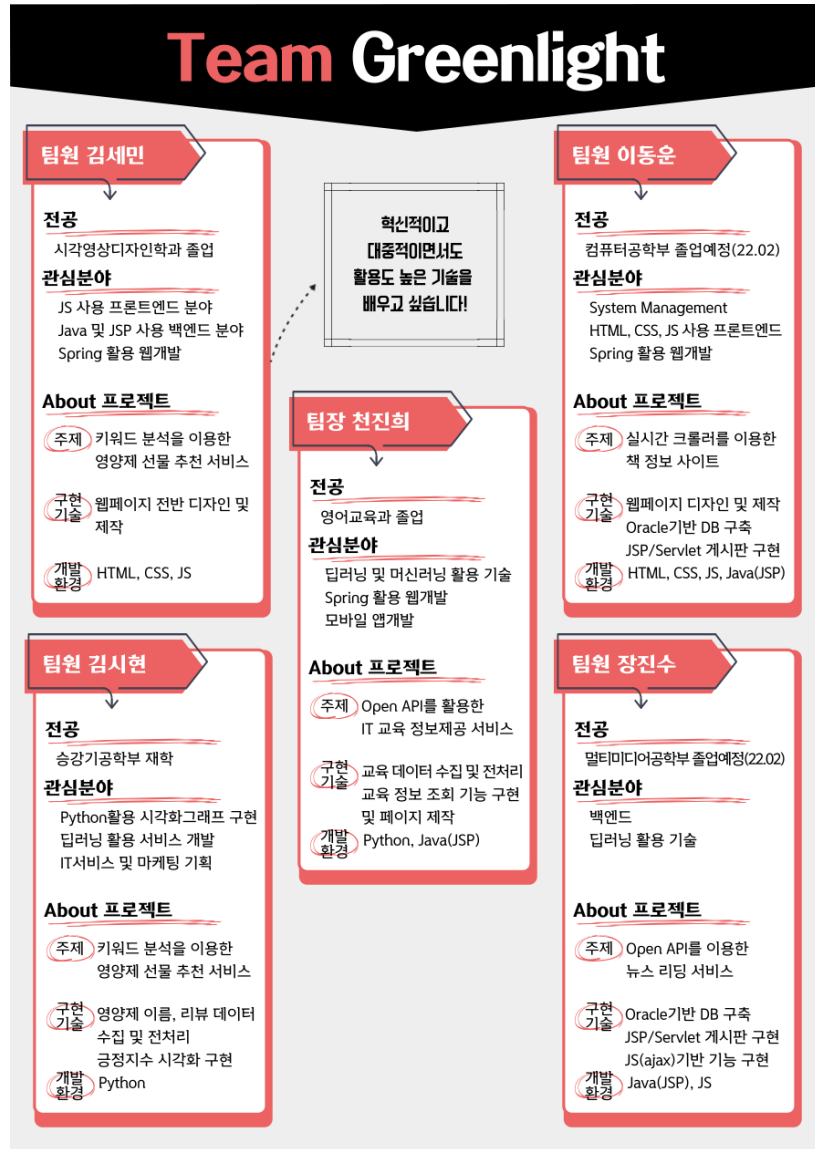 Team Greenlight
팀원 김세민
전공
시각영상디자인학과 졸업
관심분야
JS 사용 프론트엔드 분야
Java 및 JSP 사용 백엔드 분야
Spring 활용 웹개발
About 프로젝트
주제 키워드 분석을 이용한
영양제 선물 추천 서비스
구현
기술
웹페이지 전반 디자인 및
제작
개발
환경
HTML, CSS, JS
혁신적이고
대중적이면서도
활용도 높은 기술을
배우고 싶습니다!
팀원 이동운
전공
컴퓨터공학부 졸업예정(22.02)
관심분야
System Management
HTML, CSS, JS 사용 프론트엔드
Spring 활용 웹개발
About 프로젝트
주제 실시간 크롤러를 이용한
책 정보 사이트
구현
기술
웹페이지 디자인 및 제작
Oracle기반 DB 구축
JSP/Servlet 게시판 구현
개발
환경
HTML, CSS, JS, Java(JSP)
팀장 천진희
전공
영어교육과 졸업
관심분야
딥러닝 및 머신러닝 활용 기술
Spring 활용 웹개발
모바일 앱개발
About 프로젝트
주제 Open API를 활용한
IT 교육 정보제공 서비스
구현
기술
교육 데이터 수집 및 전처리
교육 정보 조회 기능 구현
및 페이지 제작
개발
환경
Python, Java(JSP)
팀원 김시현
전공
승강기공학부 재학
관심분야
Python활용 시각화그래프 구현
딥러닝 활용 서비스 개발
IT서비스 및 마케팅 기획
About 프로젝트
주제 키워드 분석을 이용한
영양제 선물 추천 서비스
구현
기술
영양제 이름, 리뷰 데이터
수집 및 전처리
긍정지수 시각화 구현
개발
환경
Python
팀원 장진수
전공
멀티미디어공학부 졸업예정(22.02)
관심분야
백엔드
딥러닝 활용 기술
About 프로젝트
주제 Open API를 이용한
뉴스 리딩 서비스
구현
기술
Oracle기반 DB 구축
JSP/Servlet 게시판 구현
JS(ajax)기반 기능 구현
개발
환경
Java(JSP), JS